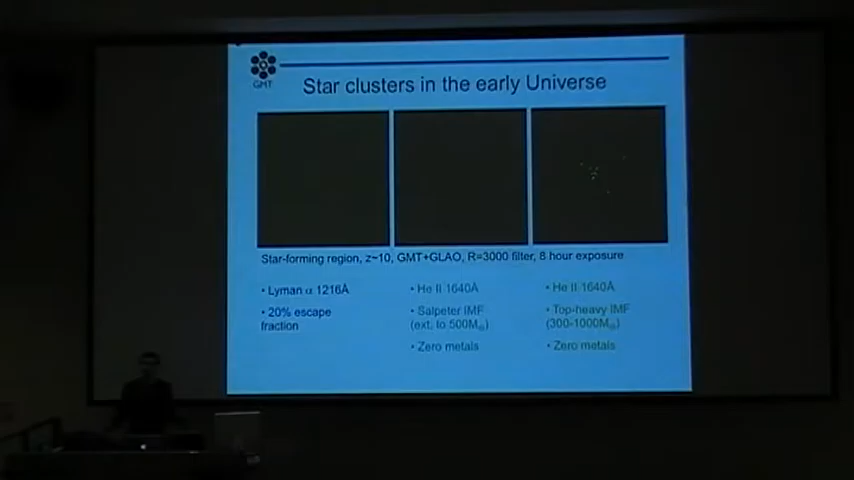 GMT
Star clusters in the early Universe
Star-forming region, z~10, GMT+GLAO, R=3000 filter, 8 hour exposure
• Lyman α 1216Å
• 20% escape
fraction
• He II 1640Å
• Salpeter IMF
(ext. to 500M☉)
• Zero metals
• He II 1640Å
• Top-heavy IMF
(300-1000M☉)
• Zero metals